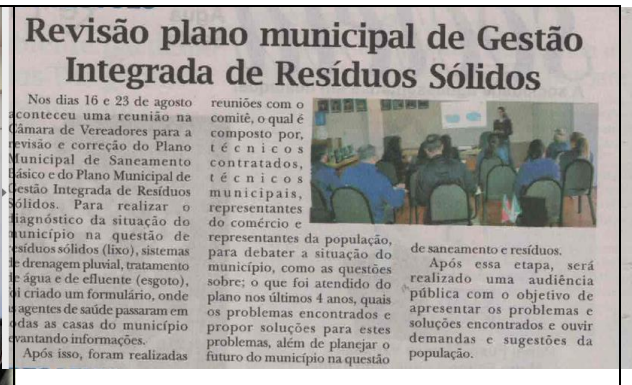 Revisão plano municipal de Gestão
Integrada de Resíduos Sólidos
Nos dias 16 e 23 de agosto
aconteceu uma reunião na
Câmara de Vereadores para a
revisão e correção do Plano
Municipal de Saneamento
Básico e do Plano Municipal de
Gestão Integrada de Resíduos
Sólidos. Para realizar o
diagnóstico da situação do
município na questão de
resíduos sólidos (lixo), sistemas
de drenagem pluvial, tratamento
de água e de efluente (esgoto),
foi criado um formulário, onde
os agentes de saúde passaram em
todas as casas do município
levantando informações.
Após isso, foram realizadas
reuniões com o
comitê, o qual é
composto por,
técnicos
contratados,
técnicos
municipais,
representantes
do comércio e
representantes da população,
para debater a situação do
município, como as questões
sobre; o que foi atendido do
plano nos últimos 4 anos, quais
os problemas encontrados e
propor soluções para estes
problemas, além de planejar o
futuro do município na questão
de saneamento e resíduos.
Após essa etapa, será
realizado uma audiência
pública com o objetivo de
apresentar os problemas e
soluções encontrados e ouvir
demandas e sugestões da
população.